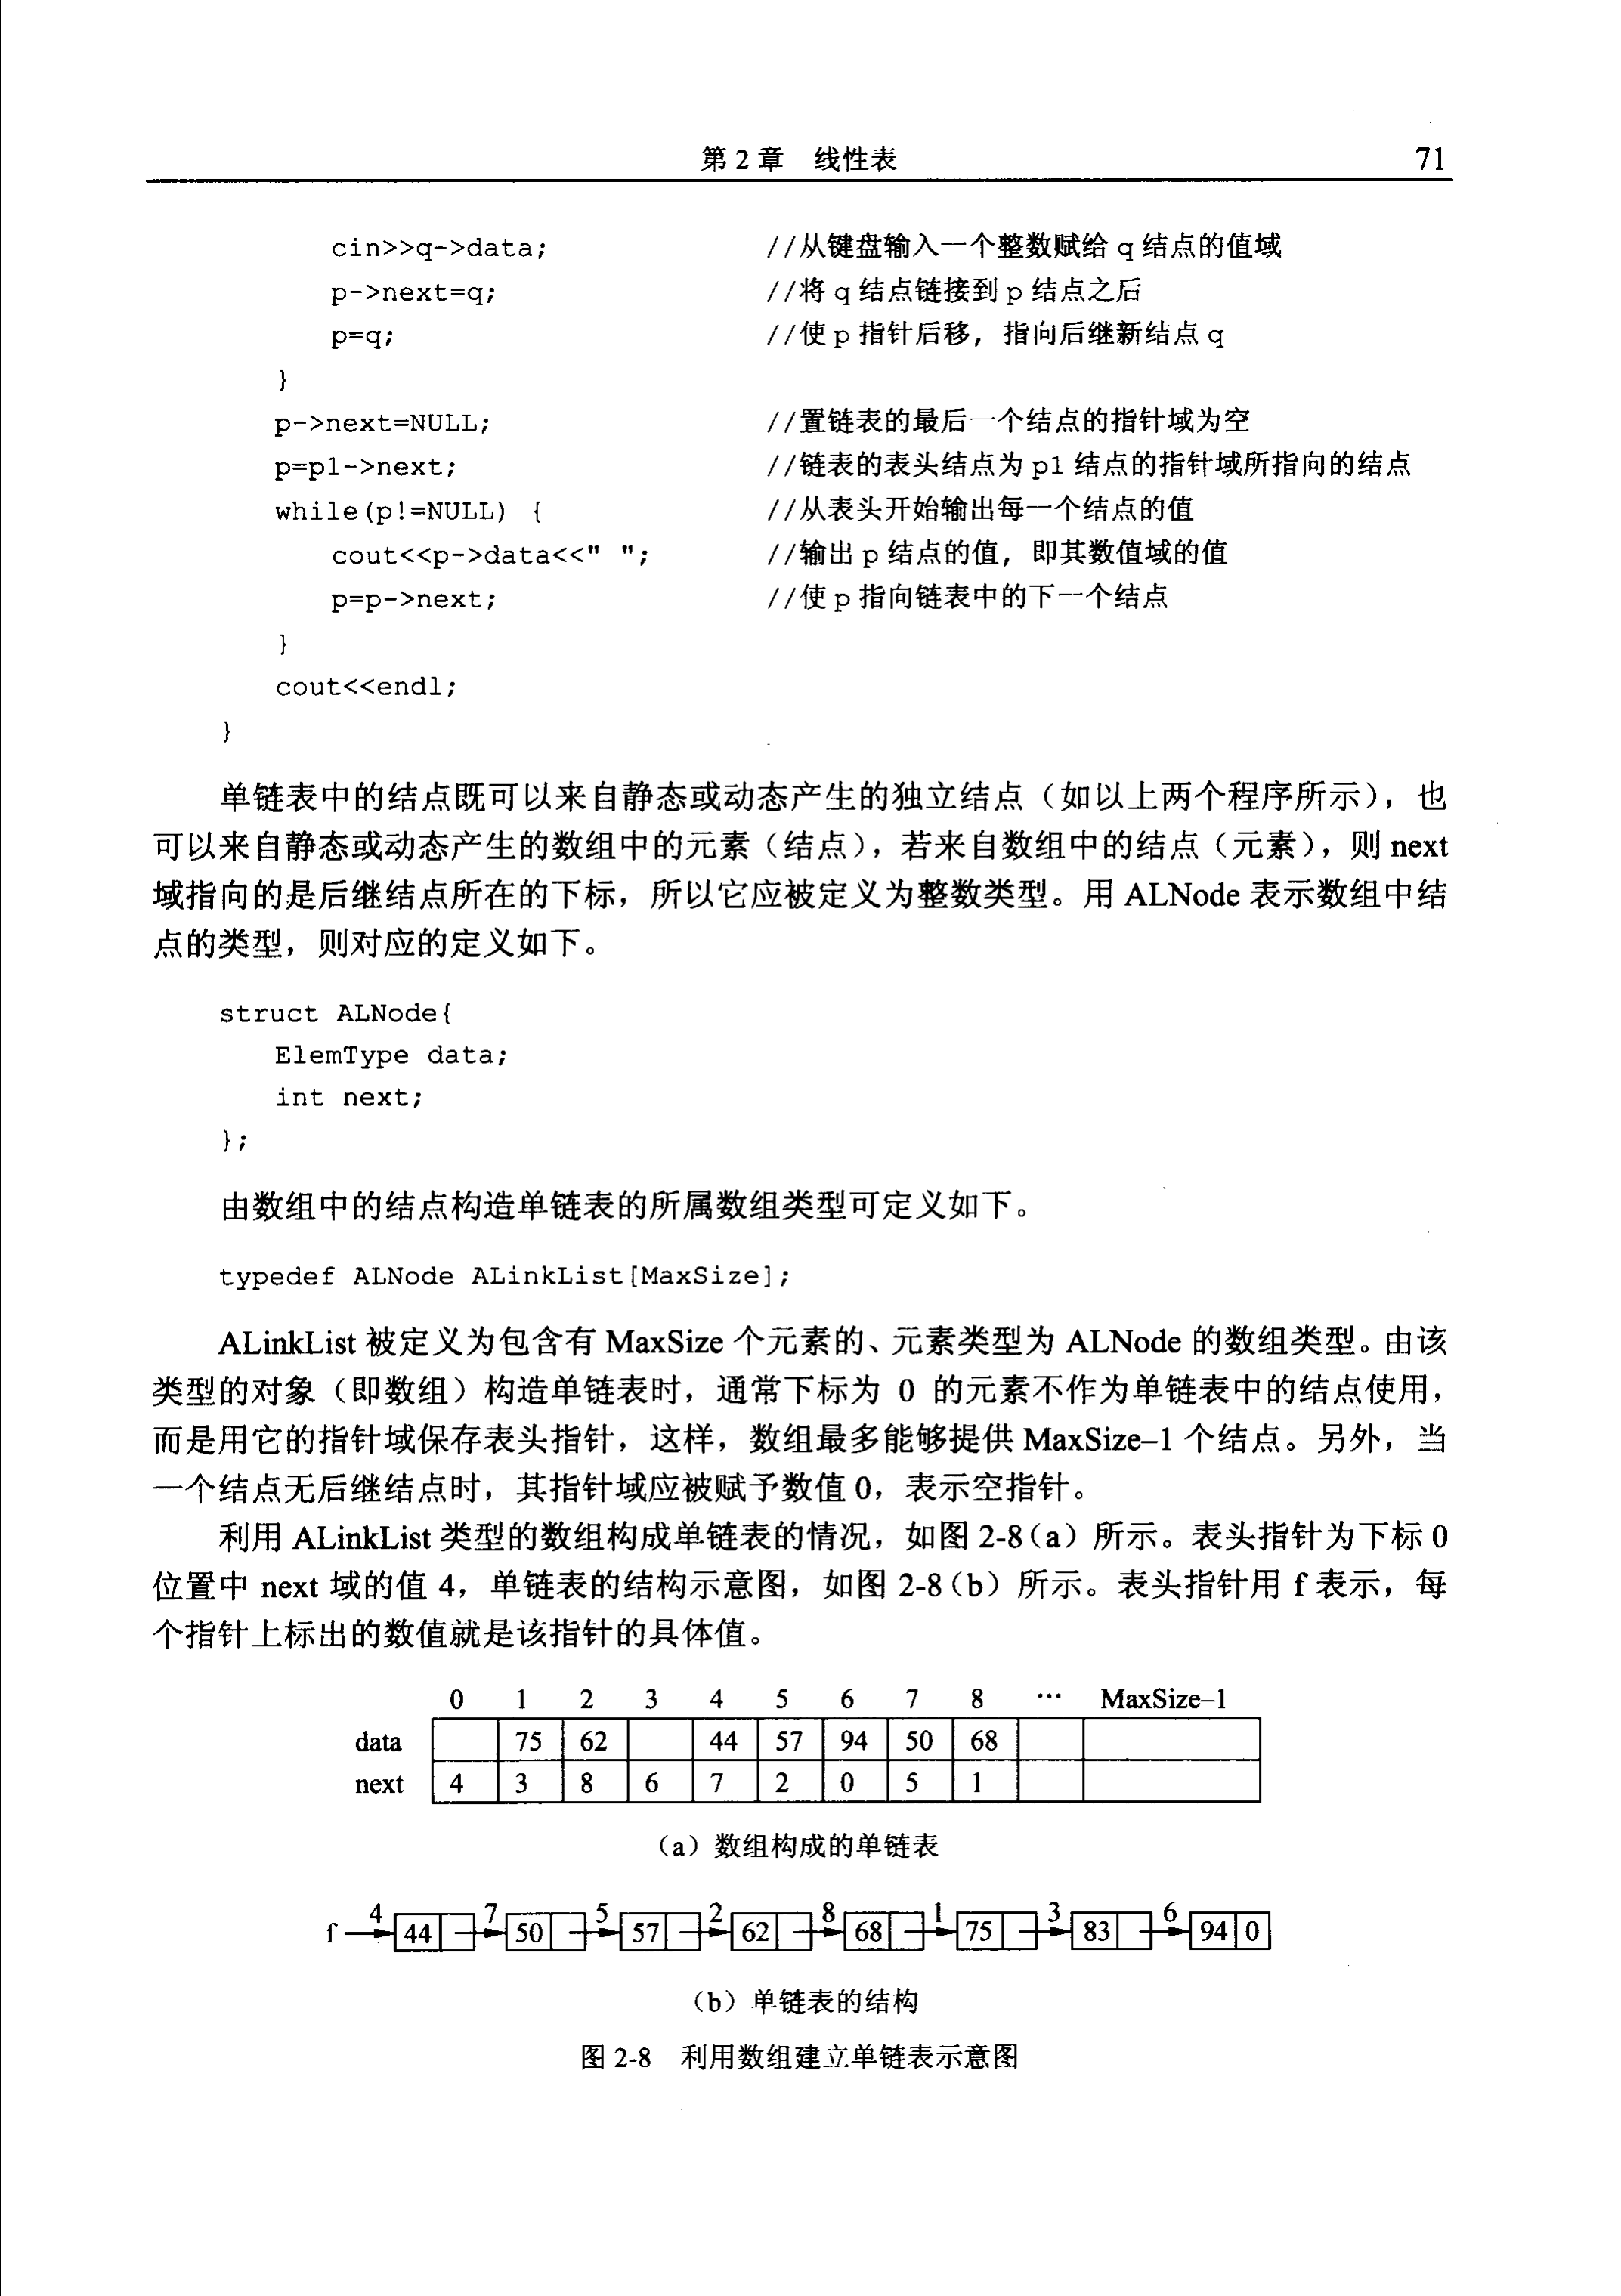 第 2 章　线性表　71
cin>>q->data;　//从键盘输入一个整数赋给 q 结点的值域
p->next=q;　//将 q 结点链接到 p 结点之后
p=q;　//使 p 指针后移，指向后继新结点 q
}
p->next=NULL;　//置链表的最后一个结点的指针域为空
p=p1->next;　//链表的表头结点为 p1 结点的指针域所指向的结点
while(p!=NULL) {　//从表头开始输出每一个结点的值
cout<<p->data<<" ";　//输出 p 结点的值，即其数值域的值
p=p->next;　//使 p 指向链表中的下一个结点
}
cout<<endl;
}
单链表中的结点既可以来自静态或动态产生的独立结点（如以上两个程序所示），也
可以来自静态或动态产生的数组中的元素（结点），若来自数组中的结点（元素），则 next
域指向的是后继结点所在的下标，所以它应被定义为整数类型。用 ALNode 表示数组中结
点的类型，则对应的定义如下。
struct ALNode{
ElemType data;
int next;
};
由数组中的结点构造单链表的所属数组类型可定义如下。
typedef ALNode ALinkList[MaxSize];
ALinkList 被定义为包含有 MaxSize 个元素的、元素类型为 ALNode 的数组类型。由该
类型的对象（即数组）构造单链表时，通常下标为 0 的元素不作为单链表中的结点使用，
而是用它的指针域保存表头指针，这样，数组最多能够提供 MaxSize–1 个结点。另外，当
一个结点无后继结点时，其指针域应被赋予数值 0，表示空指针。
利用 ALinkList 类型的数组构成单链表的情况，如图 2-8（a）所示。表头指针为下标 0
位置中 next 域的值 4，单链表的结构示意图，如图 2-8（b）所示。表头指针用 f 表示，每
个指针上标出的数值就是该指针的具体值。
0 1 2 3 4 5 6 7 8 … MaxSize–1
data 75 62 44 57 94 50 68
next 4 3 8 6 7 2 0 5 1
（a）数组构成的单链表
f 4 44 7 50 5 57 2 62 8 68 1 75 3 83 6 94 0
（b）单链表的结构
图 2-8　利用数组建立单链表示意图